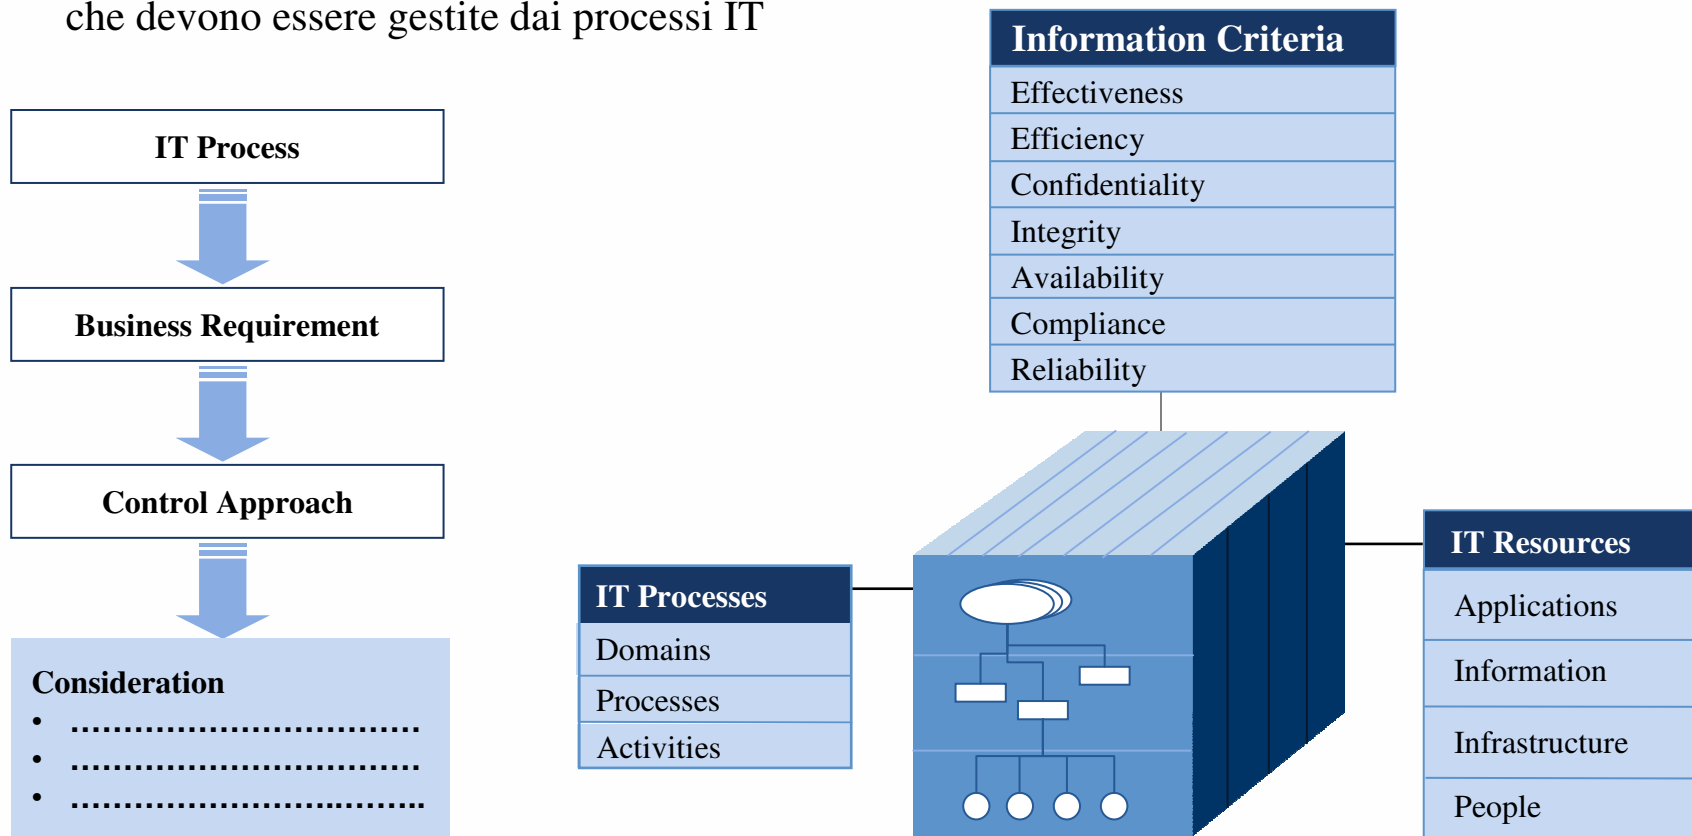 che devono essere gestite dai processi IT
IT Process
Business Requirement
Control Approach
Consideration
• ……………………………
• ……………………………
• ……………………..……..
Information Criteria
Effectiveness
Efficiency
Confidentiality
Integrity
Availability
Compliance
Reliability
IT Processes
Domains
Processes
Activities
IT Resources
Applications
Information
Infrastructure
People